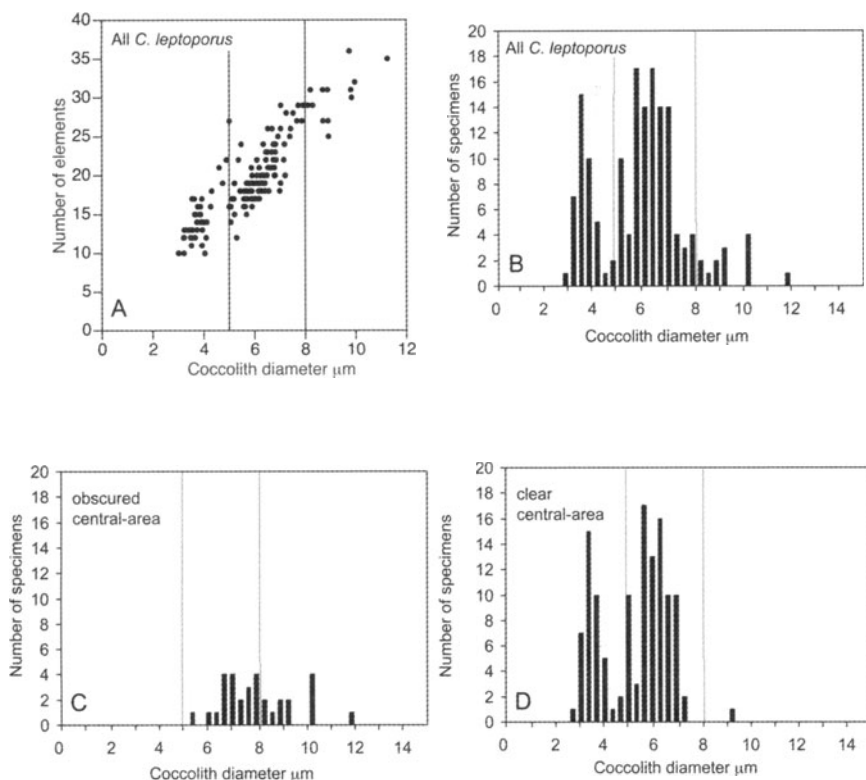 All C. leptoporus
40
35
30
25
20
15
10
5
0
Number of elements
A
0 2 4 6 8 10 12
Coccolith diameter μm
All C. leptoporus
20
18
16
14
12
10
8
6
4
2
0
Number of specimens
B
0 2 4 6 8 10 12 14
Coccolith diameter μm
obscured
central-area
20
18
16
14
12
10
8
6
4
2
0
Number of specimens
C
0 2 4 6 8 10 12 14
Coccolith diameter μm
clear
central-area
20
18
16
14
12
10
8
6
4
2
0
Number of specimens
D
0 2 4 6 8 10 12 14
Coccolith diameter μm